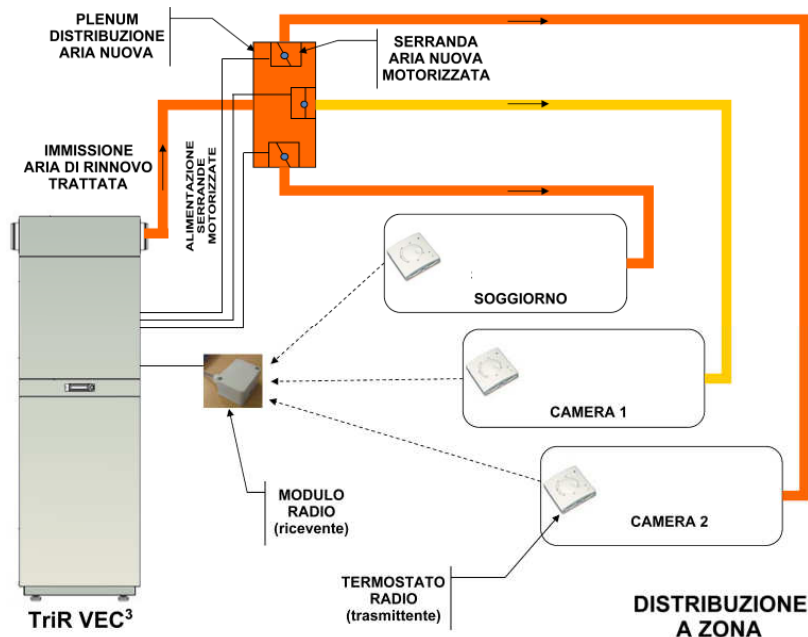 PLENUM
DISTRIBUZIONE
ARIA NUOVA
SERRANDA
ARIA NUOVA
MOTORIZZATA
IMMISSIONE
ARIA DI RINNOVO
TRATTATA
ALIMENTAZIONE
SERRANDE
MOTORIZZATE
SOGGIORNO
CAMERA 1
CAMERA 2
MODULO
RADIO
(ricevente)
TERMOSTATO
RADIO
(trasmittente)
TriR VEC³
DISTRIBUZIONE
A ZONA